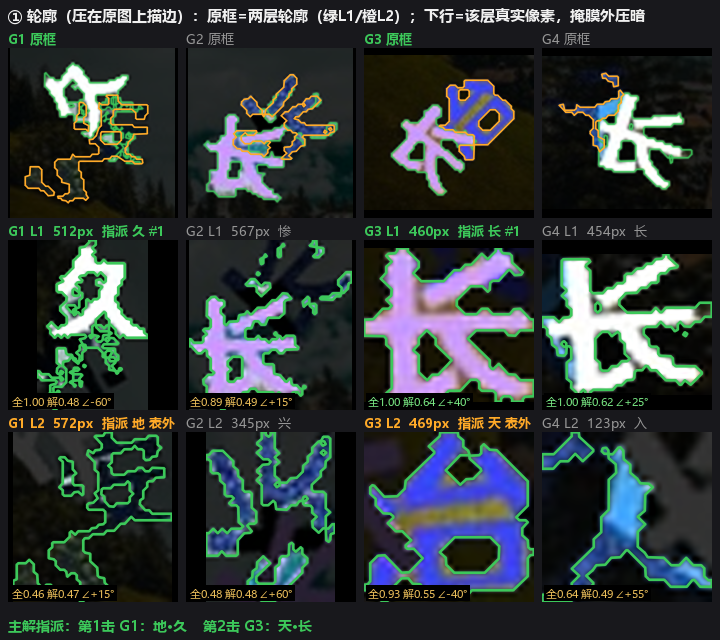 ① 轮廓（压在原图上描边）：原框=两层轮廓（绿L1/橙L2）；下行=该层真实像素，掩膜外压暗
G1 原框 G2 原框 G3 原框 G4 原框
久 长 长 长
G1 L1 512px 指派 久 #1 G2 L1 567px 惨 G3 L1 460px 指派 长 #1 G4 L1 454px 长
久 长 长 长
全1.00 解0.48 ∠-60° 全0.89 解0.49 ∠+15° 全1.00 解0.64 ∠+40° 全1.00 解0.62 ∠+25°
G1 L2 572px 指派 地 表外 G2 L2 345px 兴 G3 L2 469px 指派 天 表外 G4 L2 123px 入
全0.46 解0.47 ∠+15° 全0.48 解0.48 ∠+60° 全0.93 解0.55 ∠-40° 全0.64 解0.49 ∠+55°
主解指派：第1击 G1：地·久 第2击 G3：天·长